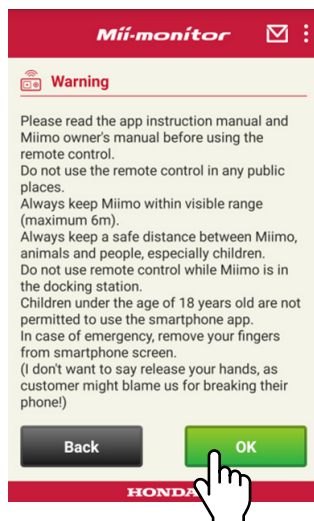 Mii-monitor
Warning
Please read the app instruction manual and
Miimo owner's manual before using the
remote control.
Do not use the remote control in any public
places.
Always keep Miimo within visible range
(maximum 6m).
Always keep a safe distance between Miimo,
animals and people, especially children.
Do not use remote control while Miimo is in
the docking station.
Children under the age of 18 years old are not
permitted to use the smartphone app.
In case of emergency, remove your fingers
from smartphone screen.
(I don't want to say release your hands, as
customer might blame us for breaking their
phone!)
Back OK
HONDA